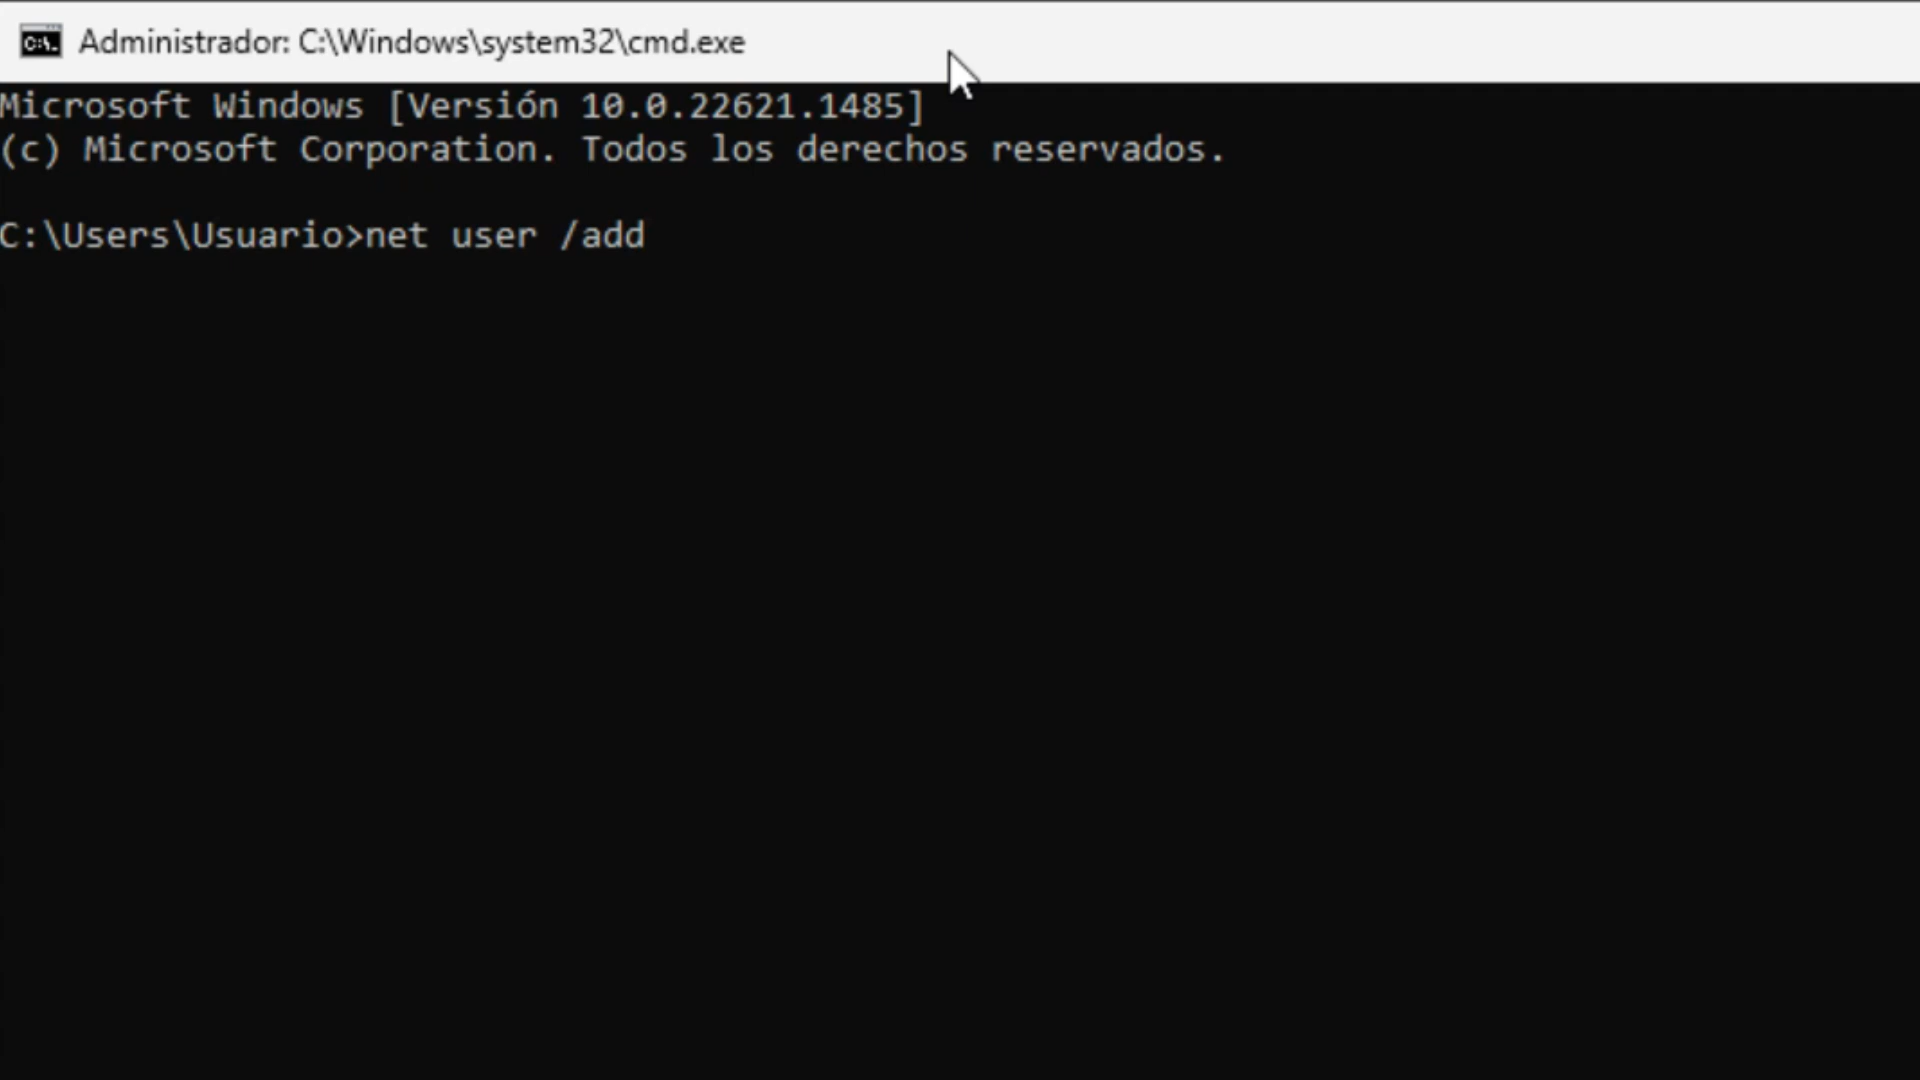 Administrador: C:\Windows\system32\cmd.exe
Microsoft Windows [Versión 10.0.22621.1485]
(c) Microsoft Corporation. Todos los derechos reservados.
C:\Users\Usuario>net user /add